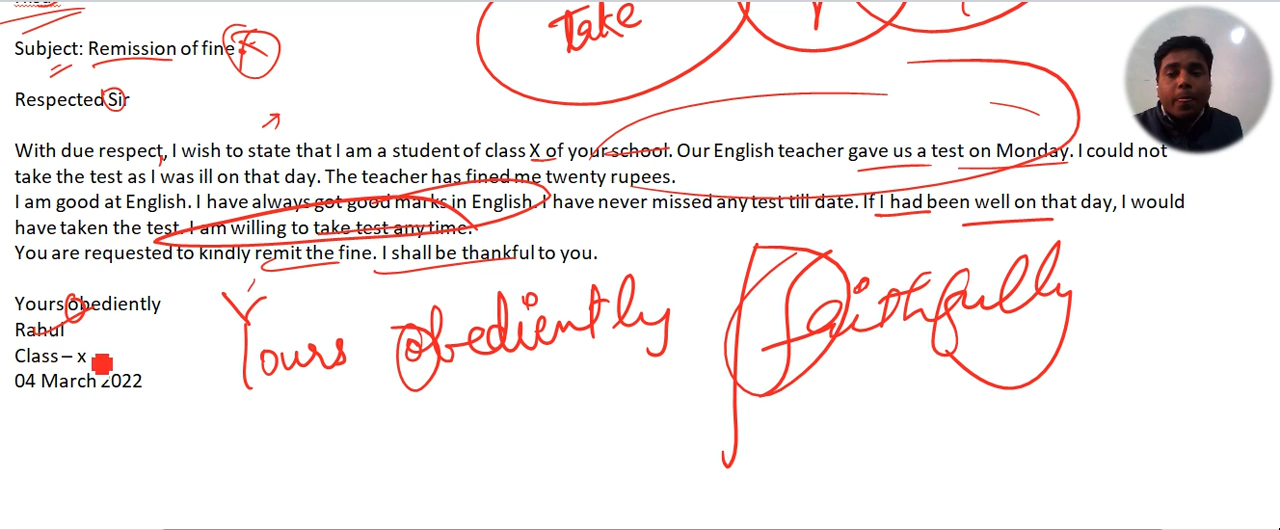 Take
Subject: Remission of fine
Respected Sir
With due respect, I wish to state that I am a student of class X of your school. Our English teacher gave us a test on Monday. I could not
take the test as I was ill on that day. The teacher has fined me twenty rupees.
I am good at English. I have always got good marks in English. I have never missed any test till date. If I had been well on that day, I would
have taken the test. I am willing to take test any time.
You are requested to kindly remit the fine. I shall be thankful to you.
Yours obediently
Rahul
Class – x
04 March 2022
Yours obediently faithfully